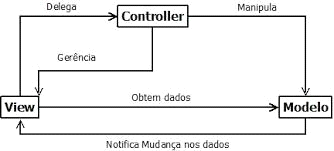 Delega
Controller
Manipula
Gerência
View
Obtem dados
Modelo
Notifica Mudança nos dados